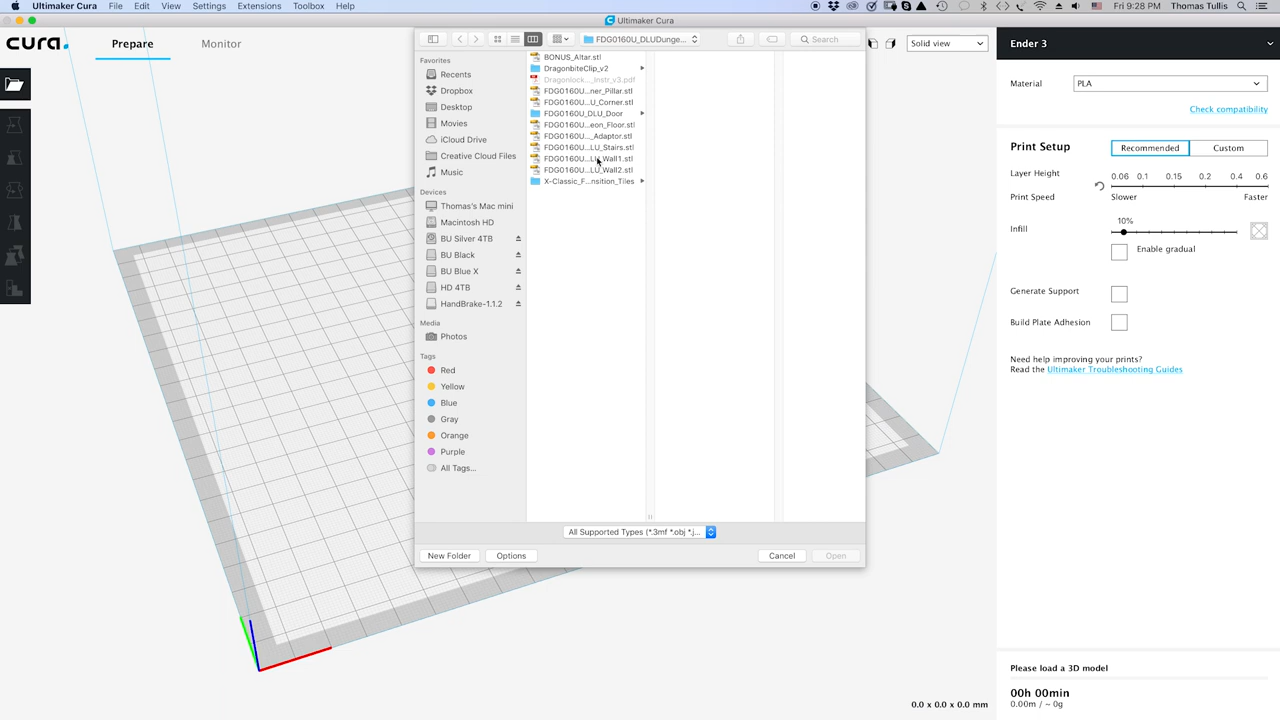 Ultimaker Cura File Edit View Settings Extensions Toolbox Help Fri 9:28 PM Thomas Tullis
Ultimaker Cura
cura. Prepare Monitor
FDG0160U_DLUDunge...
Search
Solid view
Favorites
Recents
Dropbox
Desktop
Movies
iCloud Drive
Creative Cloud Files
Music
Devices
Thomas's Mac mini
Macintosh HD
BU Silver 4TB
BU Black
BU Blue X
HD 4TB
HandBrake-1.1.2
Media
Photos
Tags
Red
Yellow
Blue
Gray
Orange
Purple
All Tags...
BONUS_Altar.stl
DragonbiteClip_v2
Dragonlock..._Instr_v3.pdf
FDG0160U...ner_Pillar.stl
FDG0160U...U_Corner.stl
FDG0160U_DLU_Door
FDG0160U...eon_Floor.stl
FDG0160U..._Adaptor.stl
FDG0160U...LU_Stairs.stl
FDG0160U...LU_Wall1.stl
FDG0160U...LU_Wall2.stl
X-Classic_F...nsition_Tiles
All Supported Types (*.3mf *.obj *.j...
New Folder
Options
Cancel
Open
Ender 3
Material
PLA
Check compatibility
Print Setup
Recommended
Custom
Layer Height
0.06 0.1 0.15 0.2 0.4 0.6
Print Speed
Slower
Faster
10%
Infill
Enable gradual
Generate Support
Build Plate Adhesion
Need help improving your prints?
Read the Ultimaker Troubleshooting Guides
Please load a 3D model
00h 00min
0.00m / ~ 0g
0.0 x 0.0 x 0.0 mm